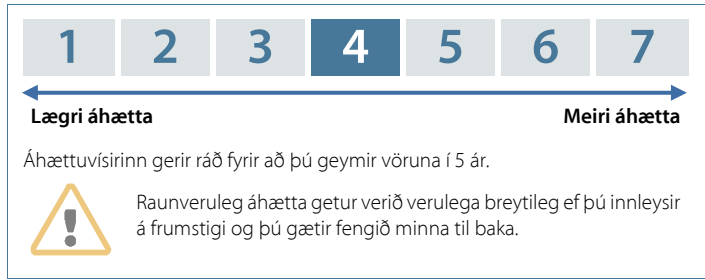 1 2 3 4 5 6 7
Lægri áhætta Meiri áhætta
Áhættuvísirinn gerir ráð fyrir að þú geymir vöruna í 5 ár.
Raunveruleg áhætta getur verið verulega breytileg ef þú innleysir
á frumstigi og þú gætir fengið minna til baka.